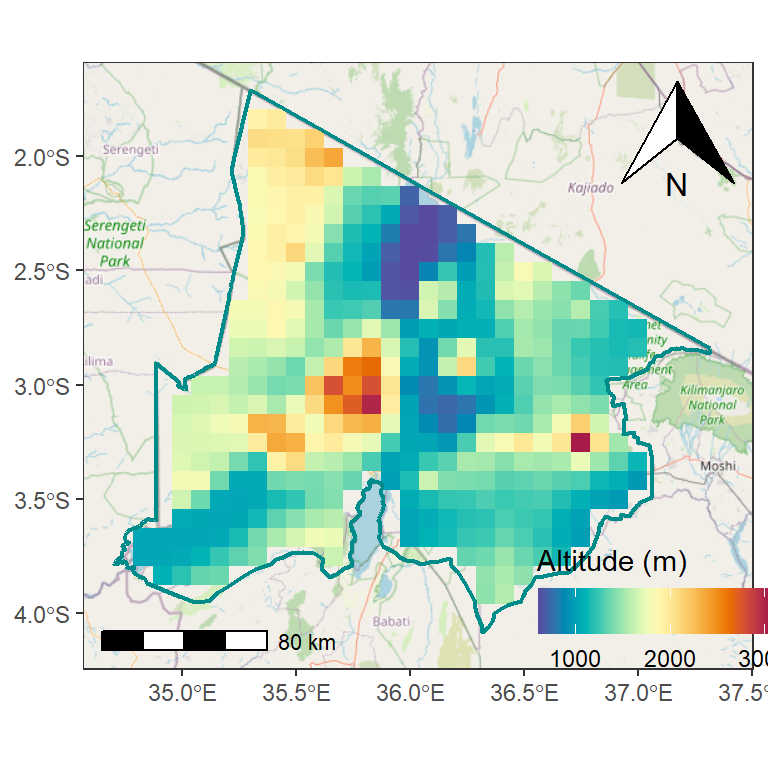 2.0°S
2.5°S
3.0°S
3.5°S
4.0°S
Serengeti
Serengeti
National
Park
adi
lima
Kajiado
N
Area
Kilimanjaro
National
Park
Moshi
Babati
80 km
Altitude (m)
1000
2000
300
35.0°E
35.5°E
36.0°E
36.5°E
37.0°E
37.5°